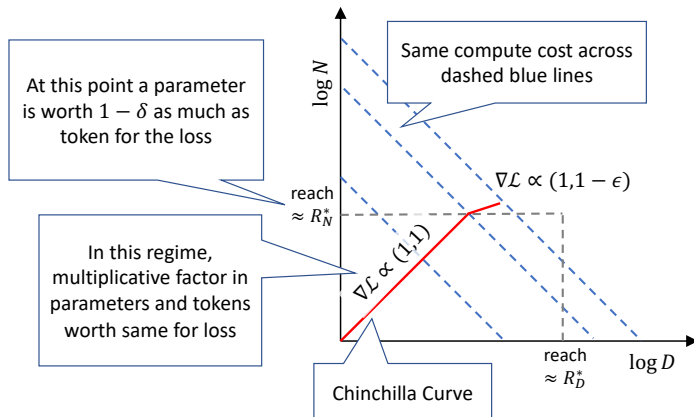 At this point a parameter
is worth 1 − δ as much as
token for the loss
log N
Same compute cost across
dashed blue lines
∇ℒ ∝ (1,1 − ϵ)
reach
≈ R*_N
In this regime,
multiplicative factor in
parameters and tokens
worth same for loss
∇ℒ ∝ (1,1)
Chinchilla Curve
reach
≈ R*_D
log D